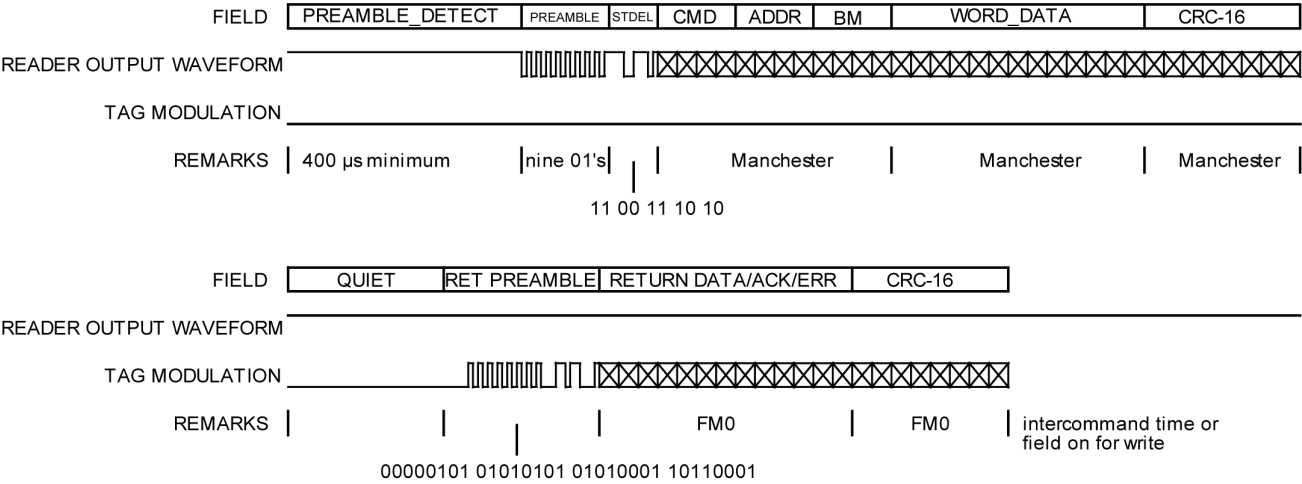 FIELD PREAMBLE_DETECT PREAMBLE STDEL CMD ADDR BM WORD_DATA CRC-16
READER OUTPUT WAVEFORM
TAG MODULATION
REMARKS 400 µs minimum nine 01's Manchester Manchester Manchester
11 00 11 10 10
FIELD QUIET RET PREAMBLE RETURN DATA/ACK/ERR CRC-16
READER OUTPUT WAVEFORM
TAG MODULATION
REMARKS FM0 FM0 intercommand time or
field on for write
00000101 01010101 01010001 10110001